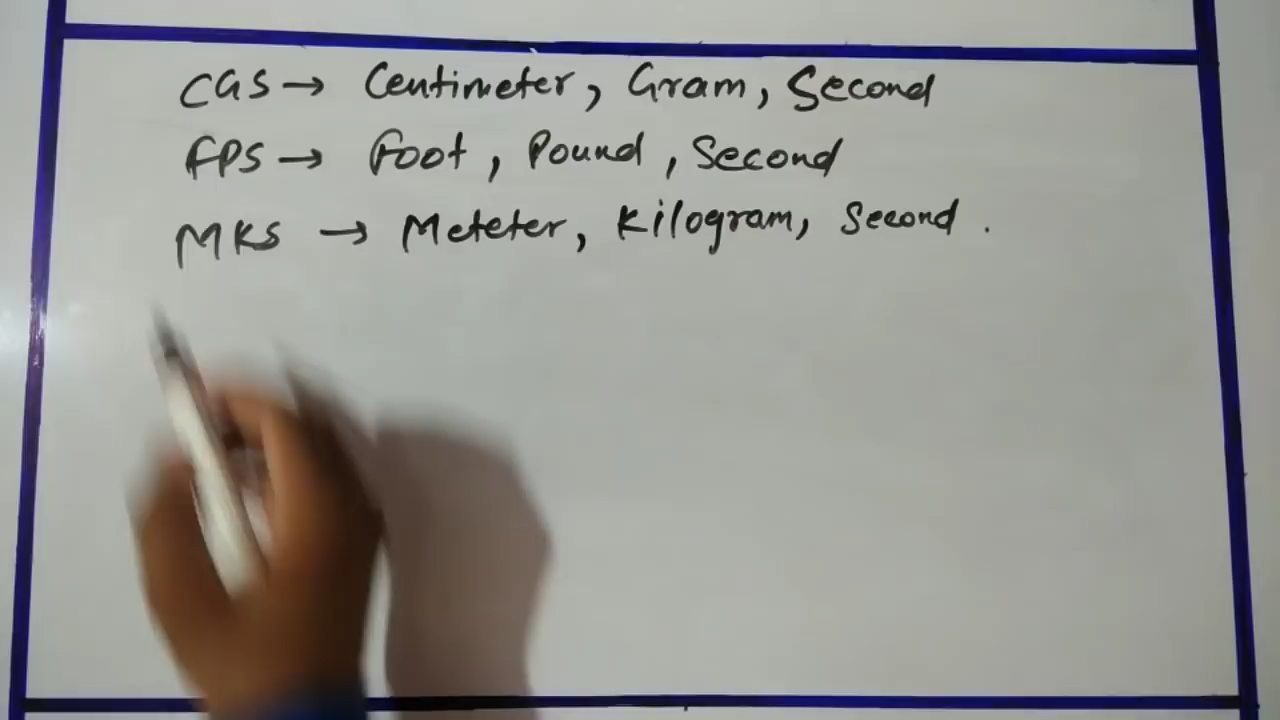 CGS → Centimeter, Gram, Second
FPS → Foot, Pound, Second
MKS → Meteter, Kilogram, Second.